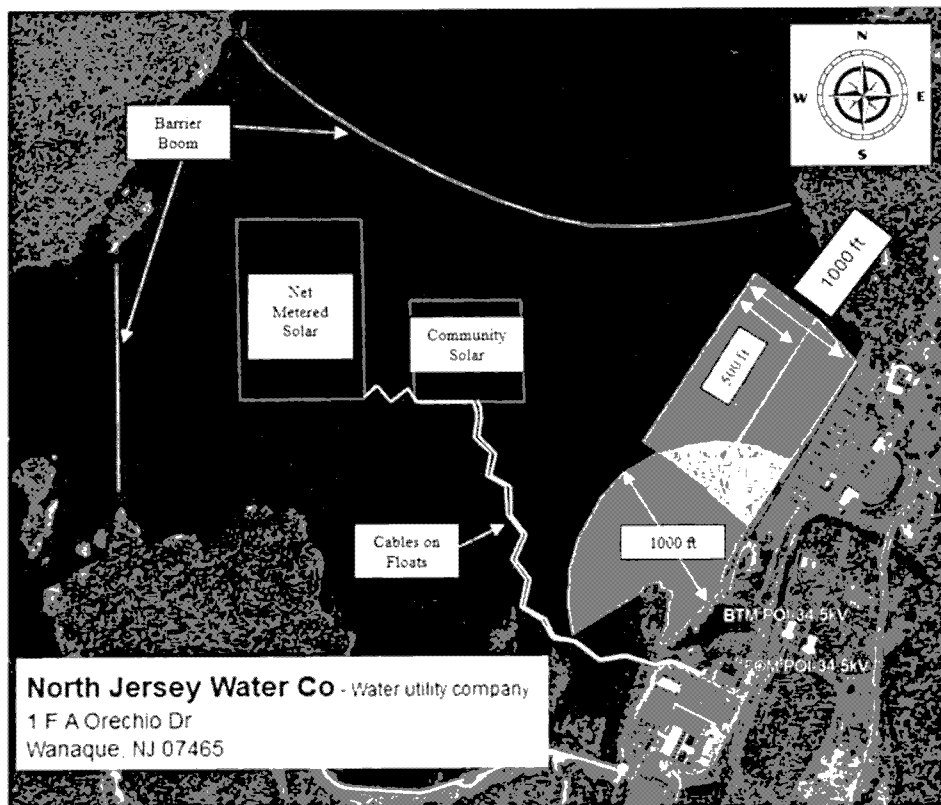 N
W E
S
Barrier
Boom
1000 ft
Net
Metered
Solar
Community
Solar
500 ft
Cables on
Floats
1000 ft
BTM POI-34.5kV
POI-34.5kV
North Jersey Water Co - Water utility company
1 F A Orechio Dr
Wanaque, NJ 07465